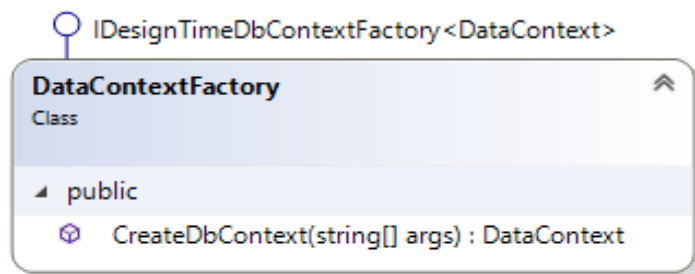 IDesignTimeDbContextFactory<DataContext>
DataContextFactory
Class
public
CreateDbContext(string[] args) : DataContext